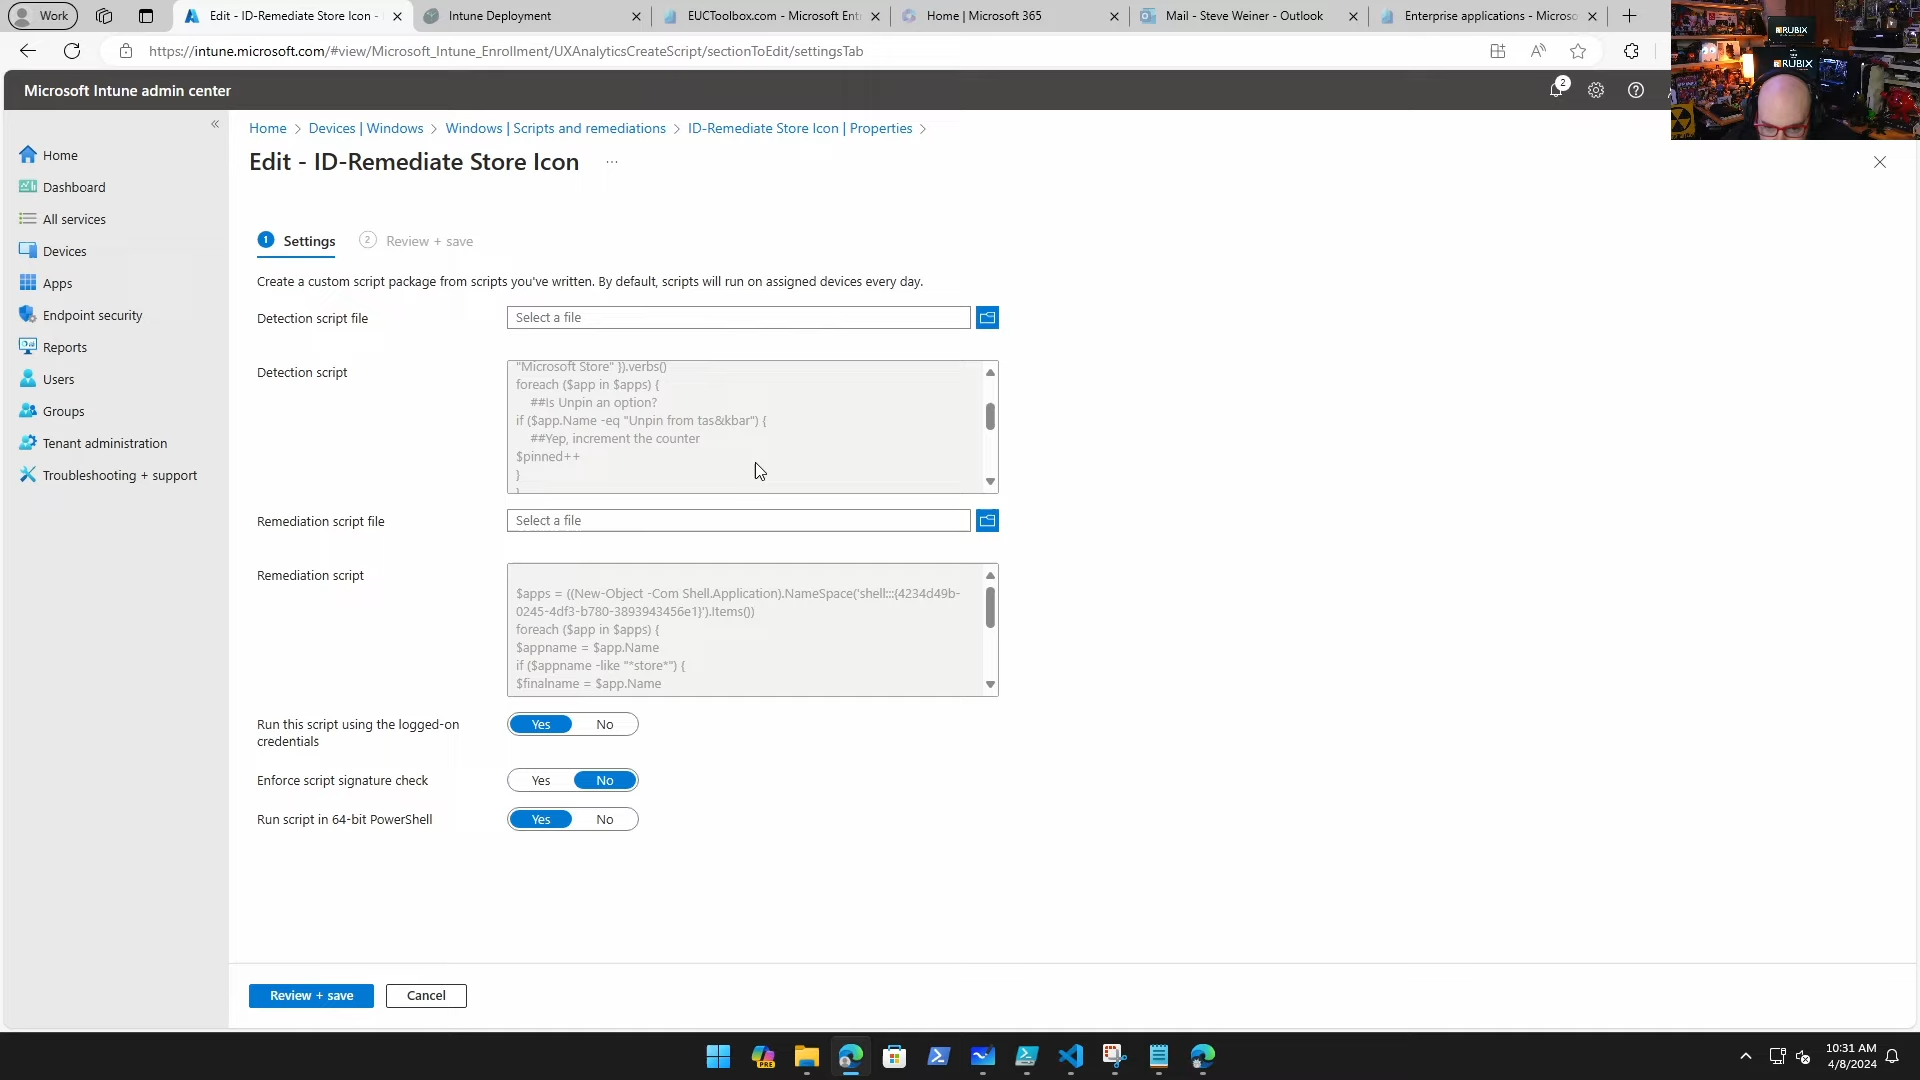 Work
Edit - ID-Remediate Store Icon -
Intune Deployment
EUCToolbox.com - Microsoft Ent
Home | Microsoft 365
Mail - Steve Weiner - Outlook
Enterprise applications - Microso
https://intune.microsoft.com/#view/Microsoft_Intune_Enrollment/UXAnalyticsCreateScript/sectionToEdit/settingsTab
RUBIX
RUBIX
Microsoft Intune admin center
2
Home
Dashboard
All services
Devices
Apps
Endpoint security
Reports
Users
Groups
Tenant administration
Troubleshooting + support
Home > Devices | Windows > Windows | Scripts and remediations > ID-Remediate Store Icon | Properties >
Edit - ID-Remediate Store Icon ...
1 Settings
2 Review + save
Create a custom script package from scripts you've written. By default, scripts will run on assigned devices every day.
Detection script file
Select a file
Detection script
"Microsoft Store" }).verbs()
foreach ($app in $apps) {
##Is Unpin an option?
if ($app.Name -eq "Unpin from tas&kbar") {
##Yep, increment the counter
$pinned++
}
}
Remediation script file
Select a file
Remediation script
$apps = ((New-Object -Com Shell.Application).NameSpace('shell:::{4234d49b-
0245-4df3-b780-3893943456e1}').Items())
foreach ($app in $apps) {
$appname = $app.Name
if ($appname -like "*store*") {
$finalname = $app.Name
Run this script using the logged-on
credentials
Yes No
Enforce script signature check
Yes No
Run script in 64-bit PowerShell
Yes No
Review + save
Cancel
PRE
10:31 AM
4/8/2024